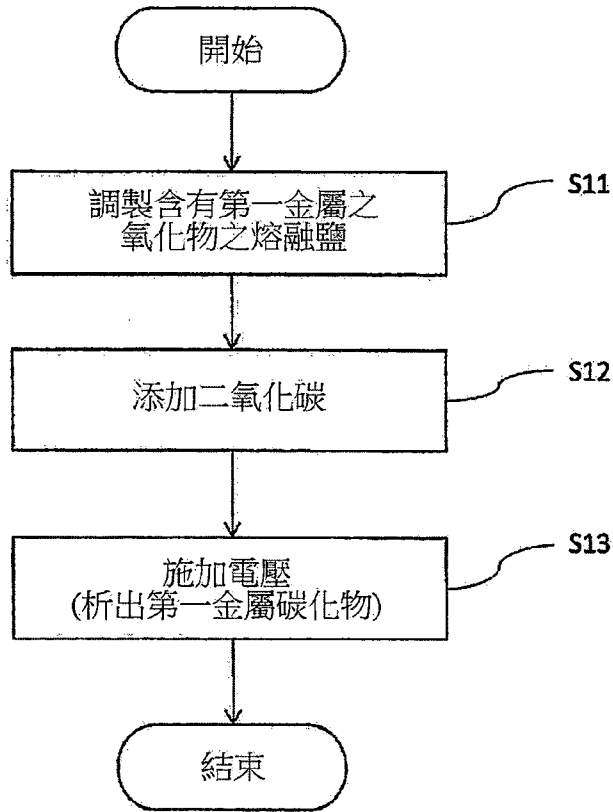 開始
調製含有第一金屬之
氧化物之熔融鹽
S11
添加二氧化碳
S12
施加電壓
(析出第一金屬碳化物)
S13
結束